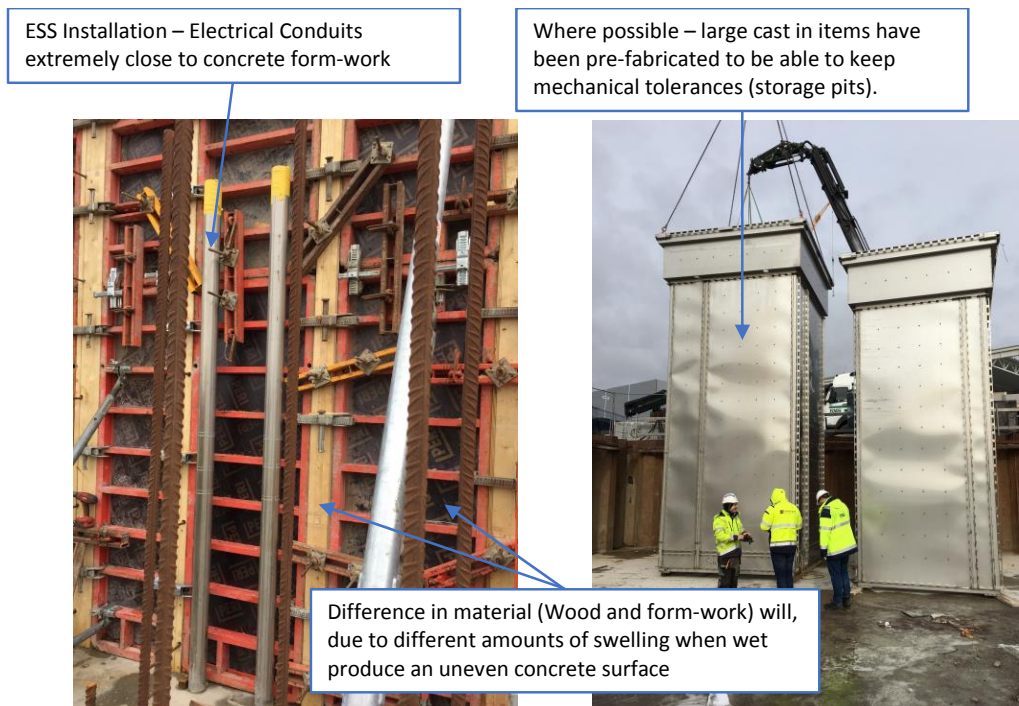 ESS Installation – Electrical Conduits
extremely close to concrete form-work
Where possible – large cast in items have
been pre-fabricated to be able to keep
mechanical tolerances (storage pits).
Difference in material (Wood and form-work) will,
due to different amounts of swelling when wet
produce an uneven concrete surface